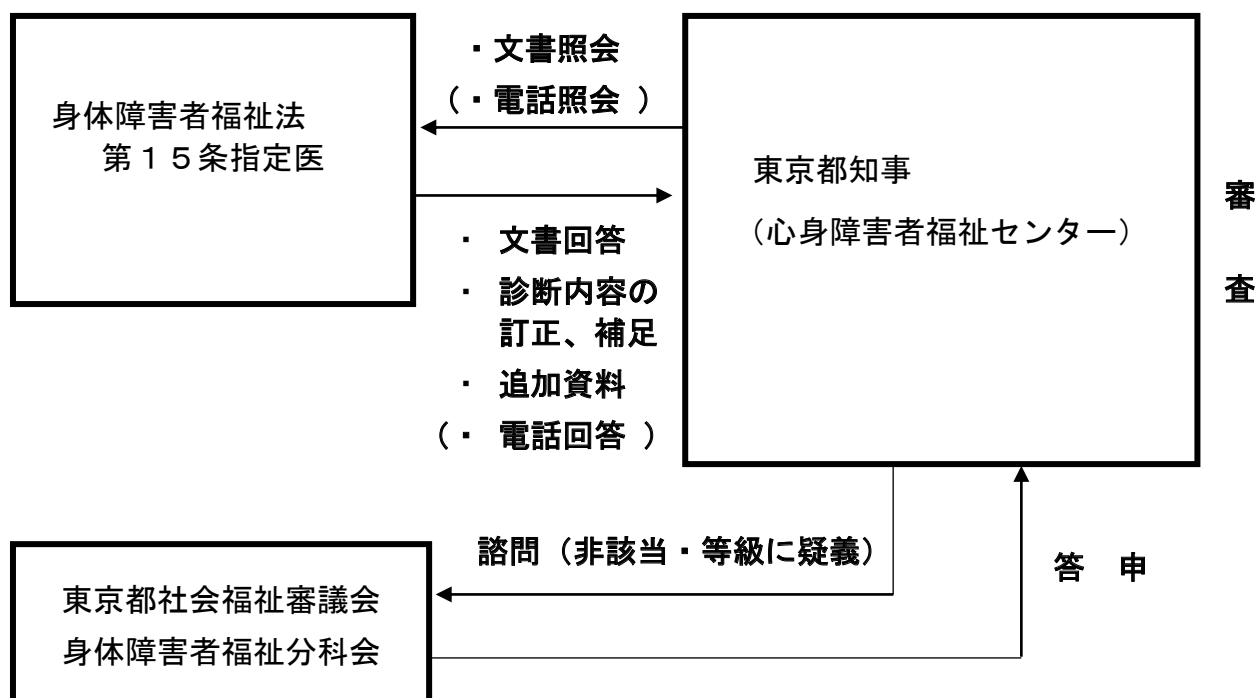 ・文書照会
（・電話照会 ）
身体障害者福祉法
第１５条指定医
東京都知事
（心身障害者福祉センター）
審
査
・ 文書回答
・ 診断内容の
訂正、補足
・ 追加資料
（・ 電話回答 ）
諮問（非該当・等級に疑義）
答 申
東京都社会福祉審議会
身体障害者福祉分科会